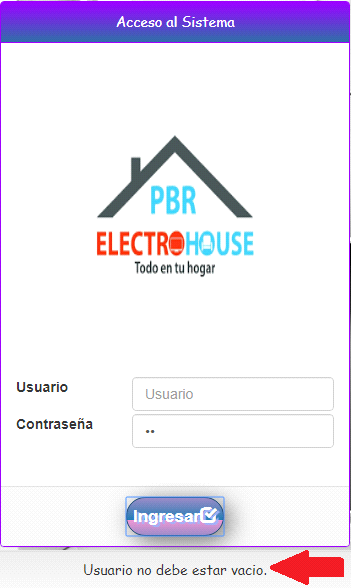 Acceso al Sistema
PBR
ELECTROHOUSE
Todo en tu hogar
Usuario
Usuario
Contraseña
••
Ingresar
Usuario no debe estar vacio.